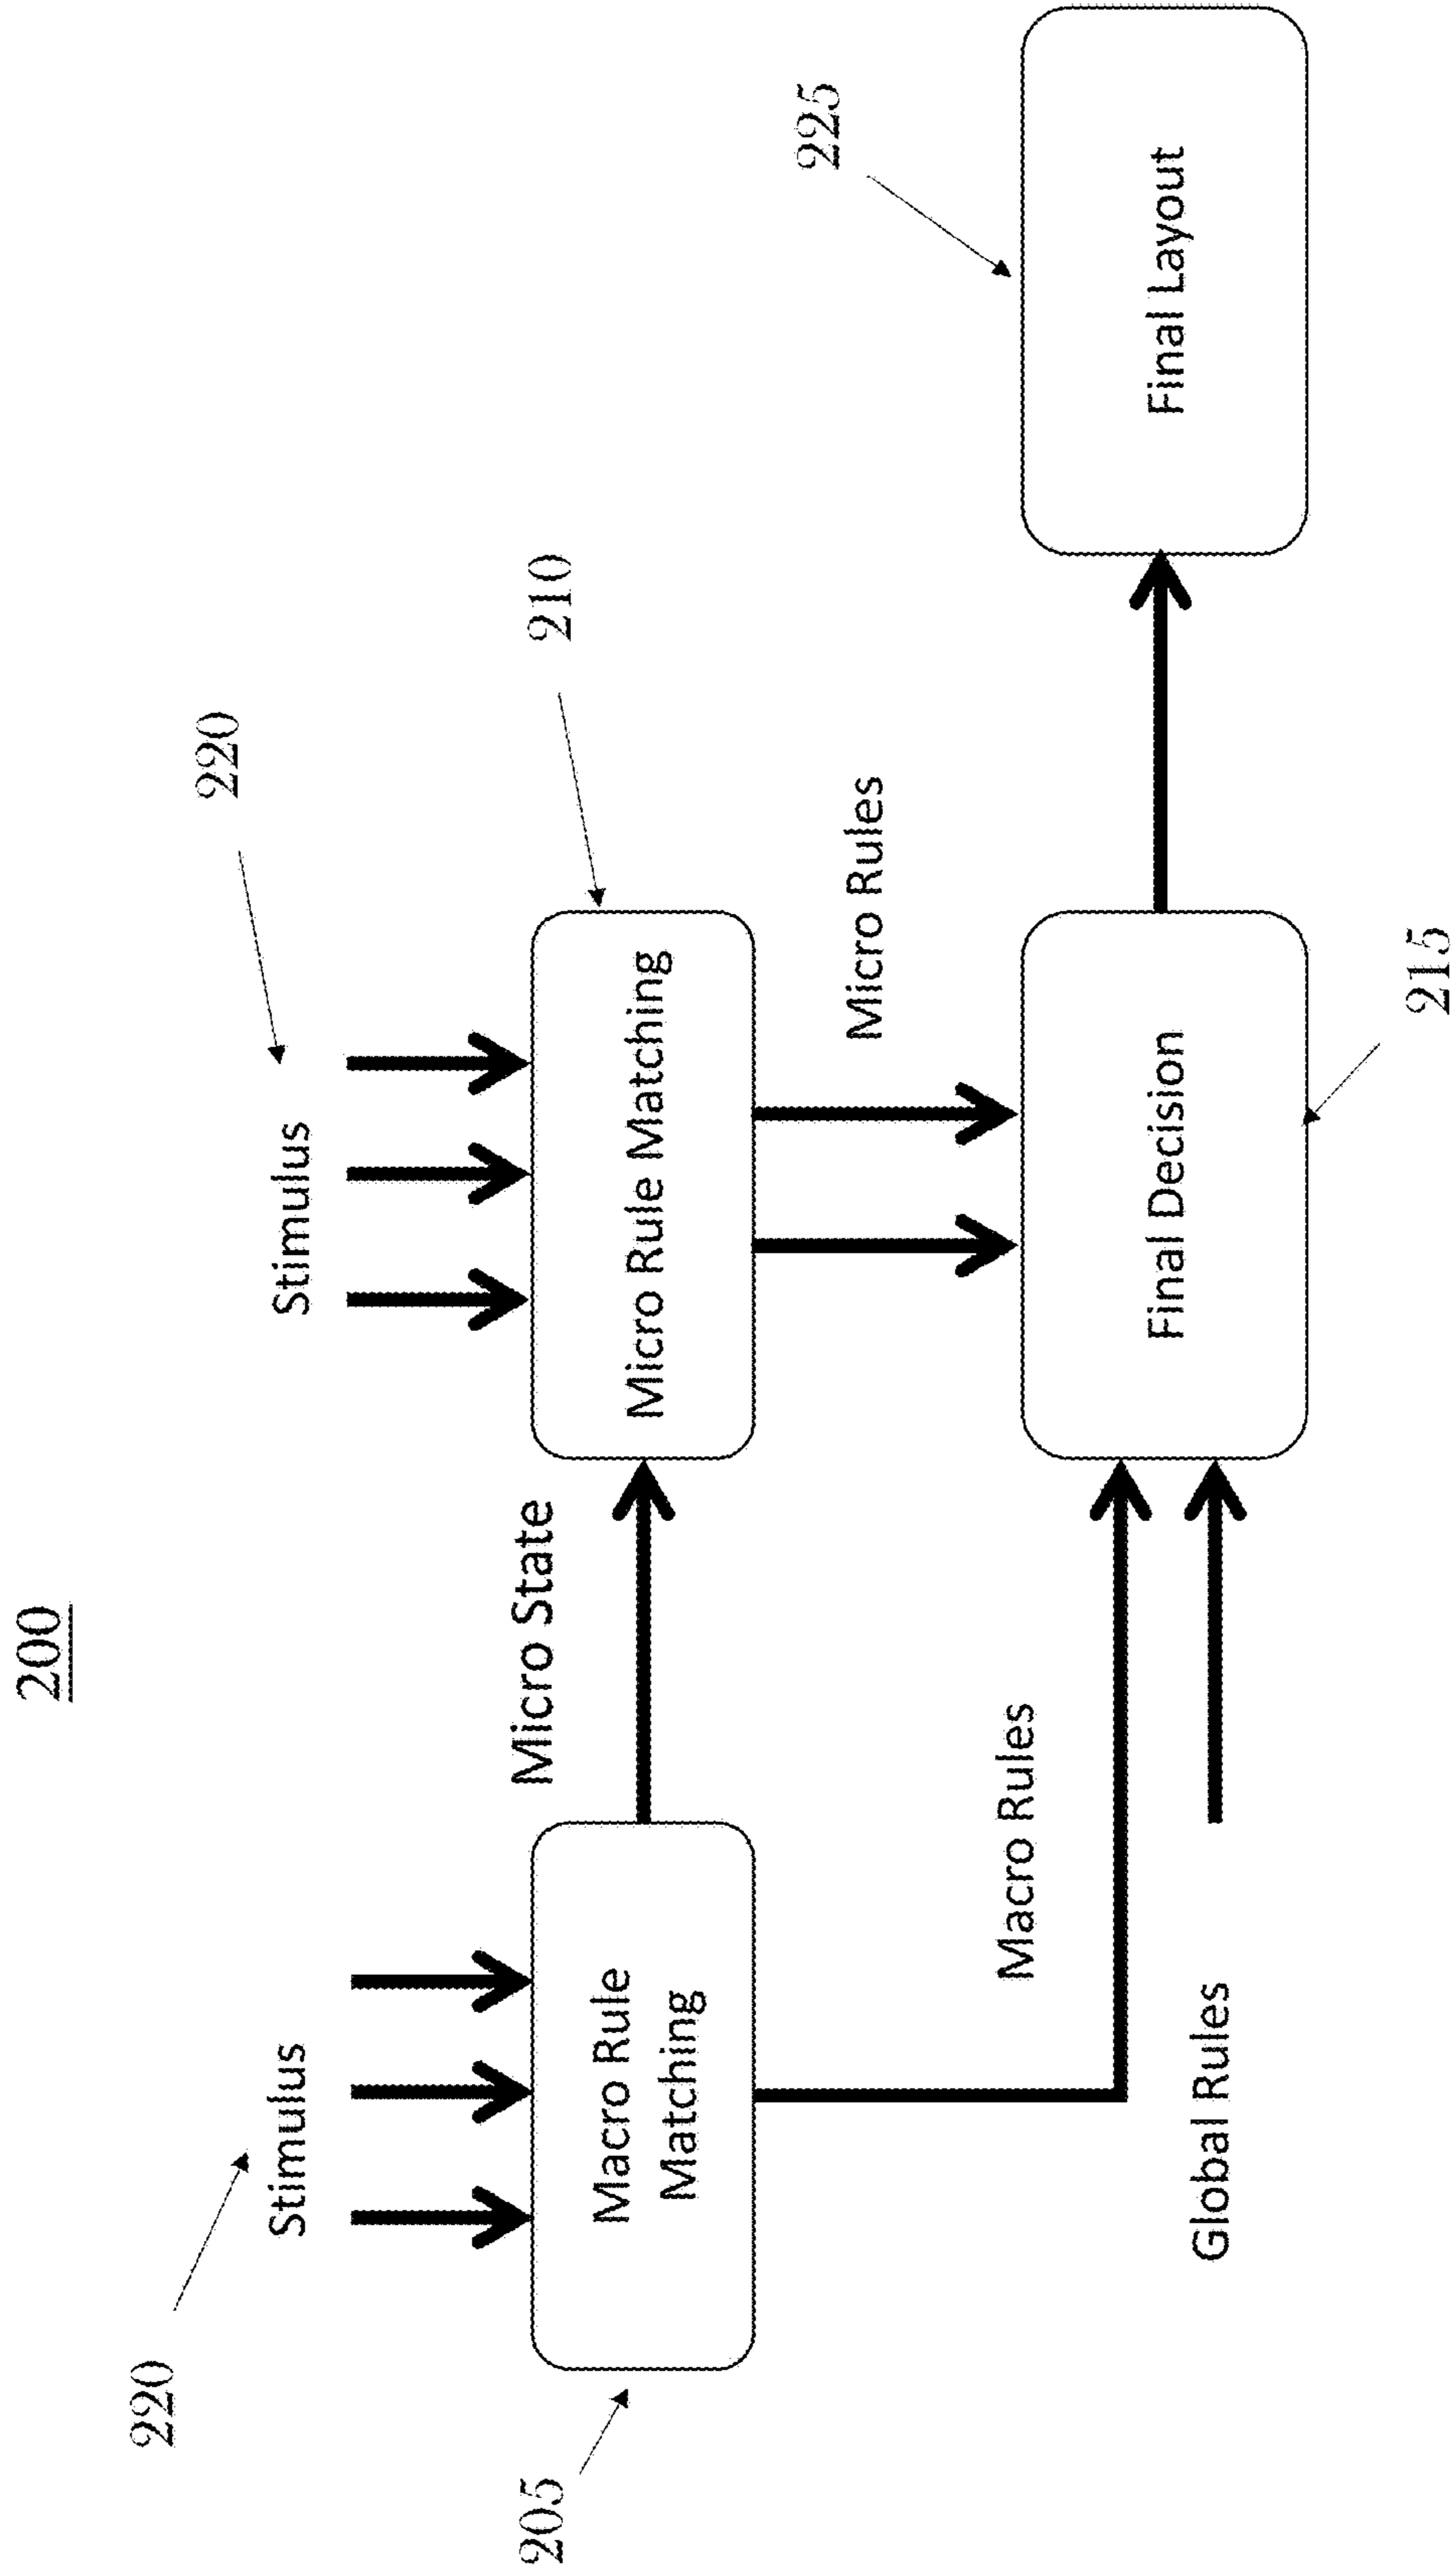 200
220
Stimulus
220
Stimulus
205
Macro Rule
Matching
Micro State
Micro Rule Matching
210
Macro Rules
Micro Rules
225
Global Rules
Final Decision
Final Layout
215